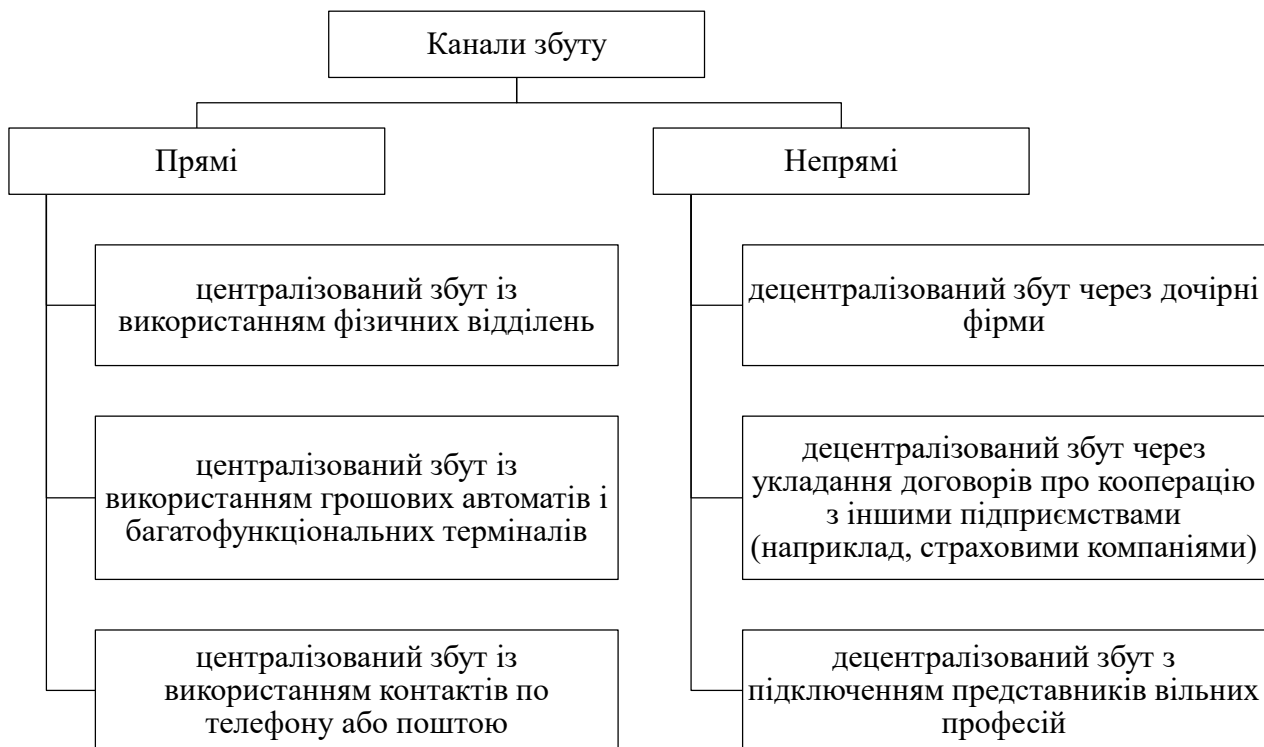 Канали збуту
Прямі
Непрямі
централізований збут із
використанням фізичних відділень
централізований збут із
використанням грошових автоматів і
багатофункціональних терміналів
централізований збут із
використанням контактів по
телефону або поштою
децентралізований збут через дочірні
фірми
децентралізований збут через
укладання договорів про кооперацію
з іншими підприємствами
(наприклад, страховими компаніями)
децентралізований збут з
підключенням представників вільних
професій